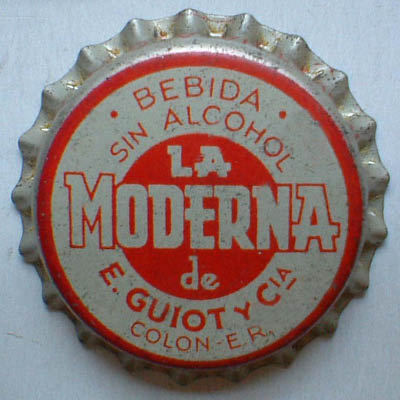 · BEBIDA ·
SIN ALCOHOL
LA
MODERNA
de
E. GUIOT Y CIA
COLON - E.R.